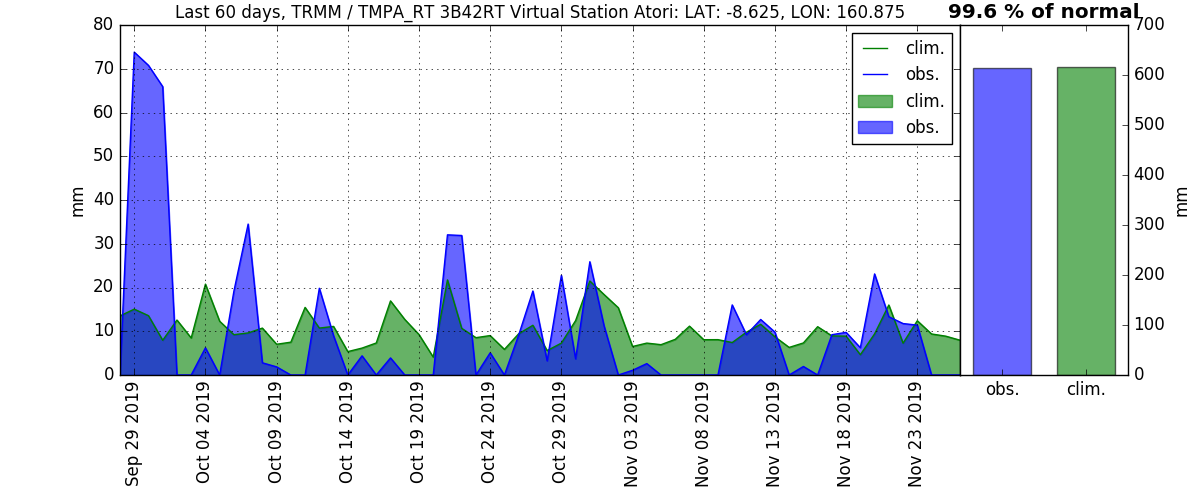 Last 60 days, TRMM / TMPA_RT 3B42RT Virtual Station Atori: LAT: -8.625, LON: 160.875
99.6 % of normal
80
70
60
50
40
30
20
10
0
mm
clim.
obs.
clim.
obs.
Sep 29 2019
Oct 04 2019
Oct 09 2019
Oct 14 2019
Oct 19 2019
Oct 24 2019
Oct 29 2019
Nov 03 2019
Nov 08 2019
Nov 13 2019
Nov 18 2019
Nov 23 2019
700
600
500
400
300
200
100
0
mm
obs.
clim.